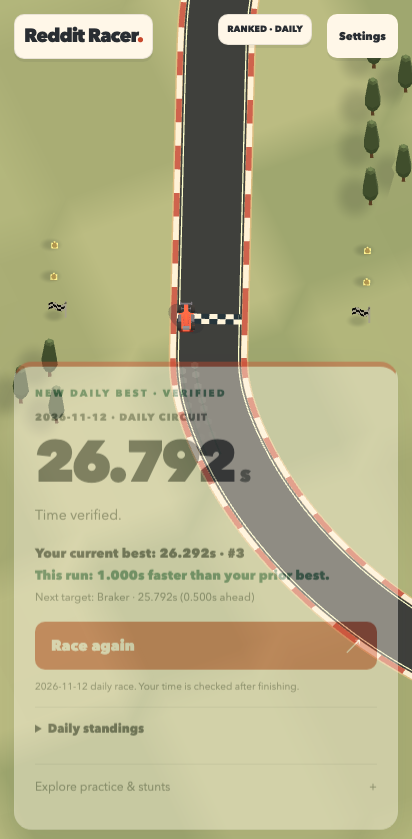 Reddit Racer.
RANKED · DAILY
Settings
NEW DAILY BEST · VERIFIED
2026-11-12 · DAILY CIRCUIT
26.792 s
Time verified.
Your current best: 26.292s · #3
This run: 1.000s faster than your prior best.
Next target: Braker · 25.792s (0.500s ahead)
Race again ↗
2026-11-12 daily race. Your time is checked after finishing.
▶ Daily standings
Explore practice & stunts +